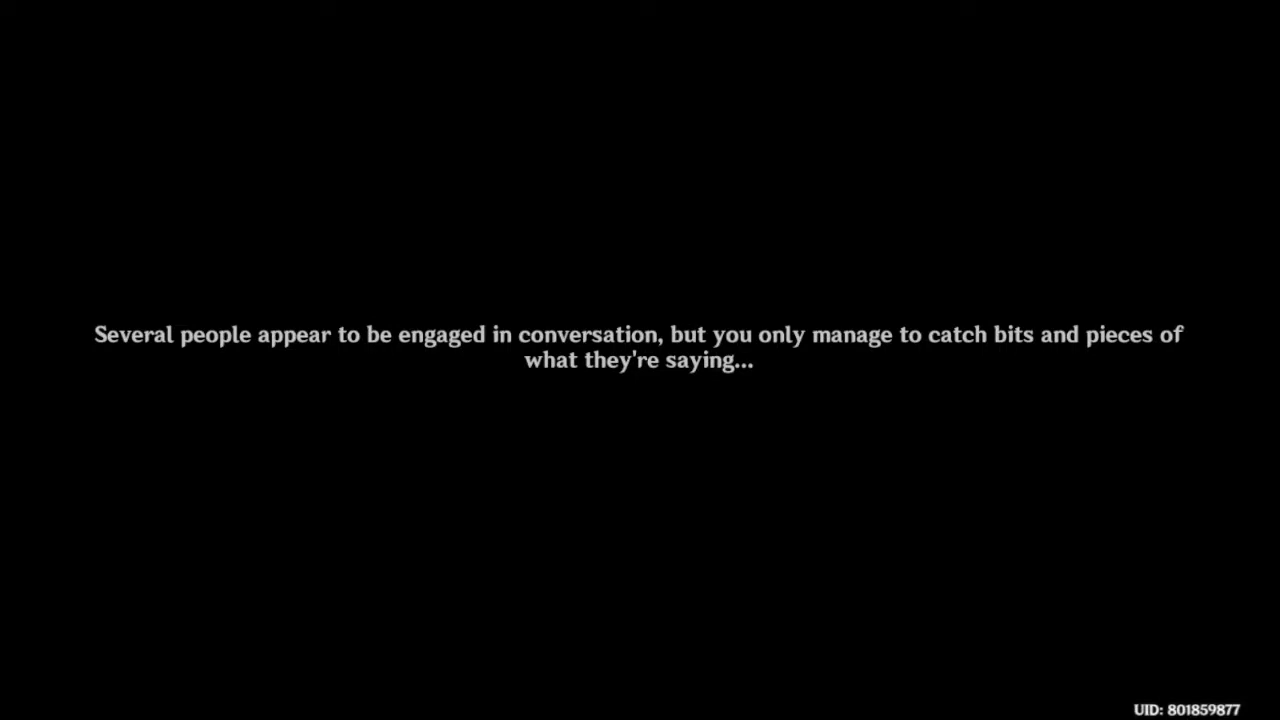 Several people appear to be engaged in conversation, but you only manage to catch bits and pieces of
what they're saying...
UID: 801859877